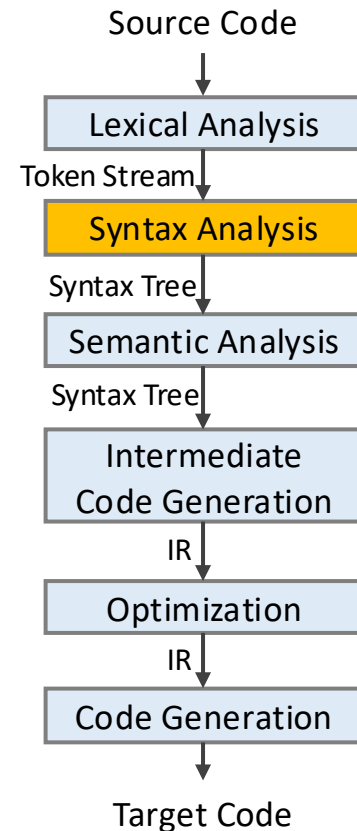 Source Code
Lexical Analysis
Token Stream
Syntax Analysis
Syntax Tree
Semantic Analysis
Syntax Tree
Intermediate
Code Generation
IR
Optimization
IR
Code Generation
Target Code